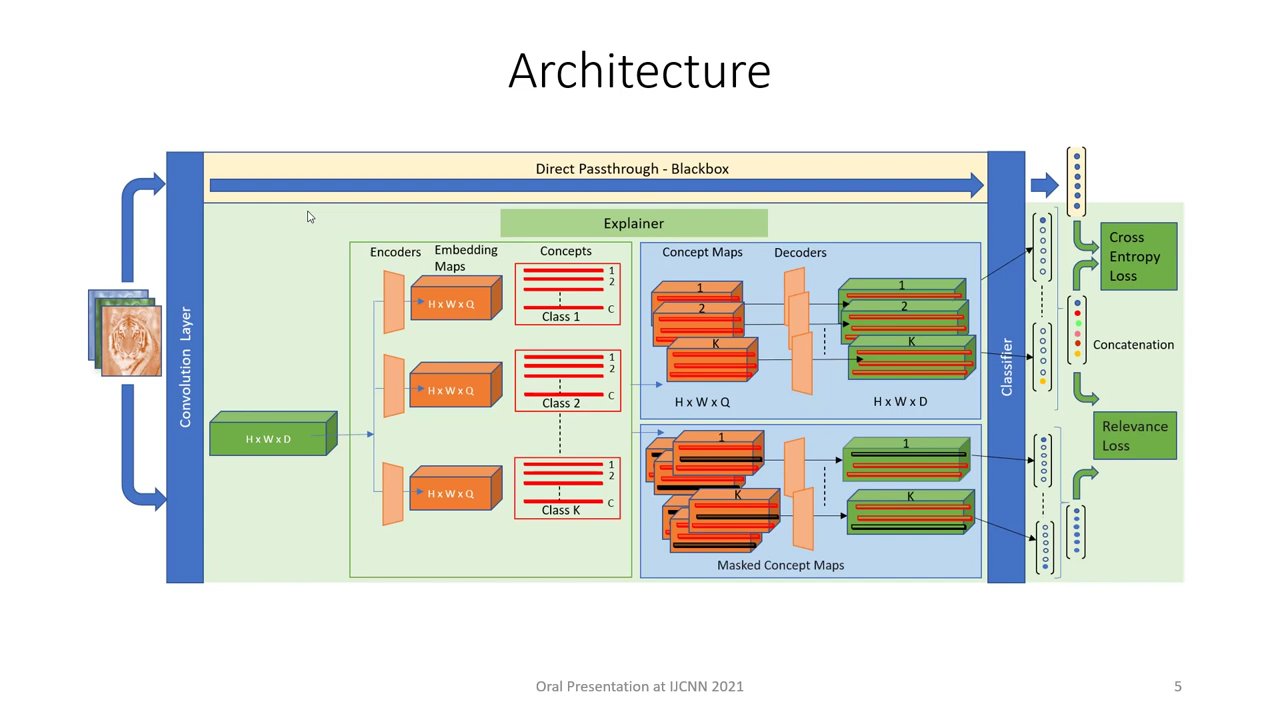 Architecture
Direct Passthrough - Blackbox
Explainer
Convolution Layer
Encoders
Embedding
Maps
Concepts
H x W x D
H x W x Q
1
2
C
Class 1
H x W x Q
1
2
C
Class 2
H x W x Q
1
2
C
Class K
Concept Maps
Decoders
1
2
K
1
2
K
H x W x Q
H x W x D
1
K
1
K
Masked Concept Maps
Classifier
Cross
Entropy
Loss
Concatenation
Relevance
Loss
Oral Presentation at IJCNN 2021
5